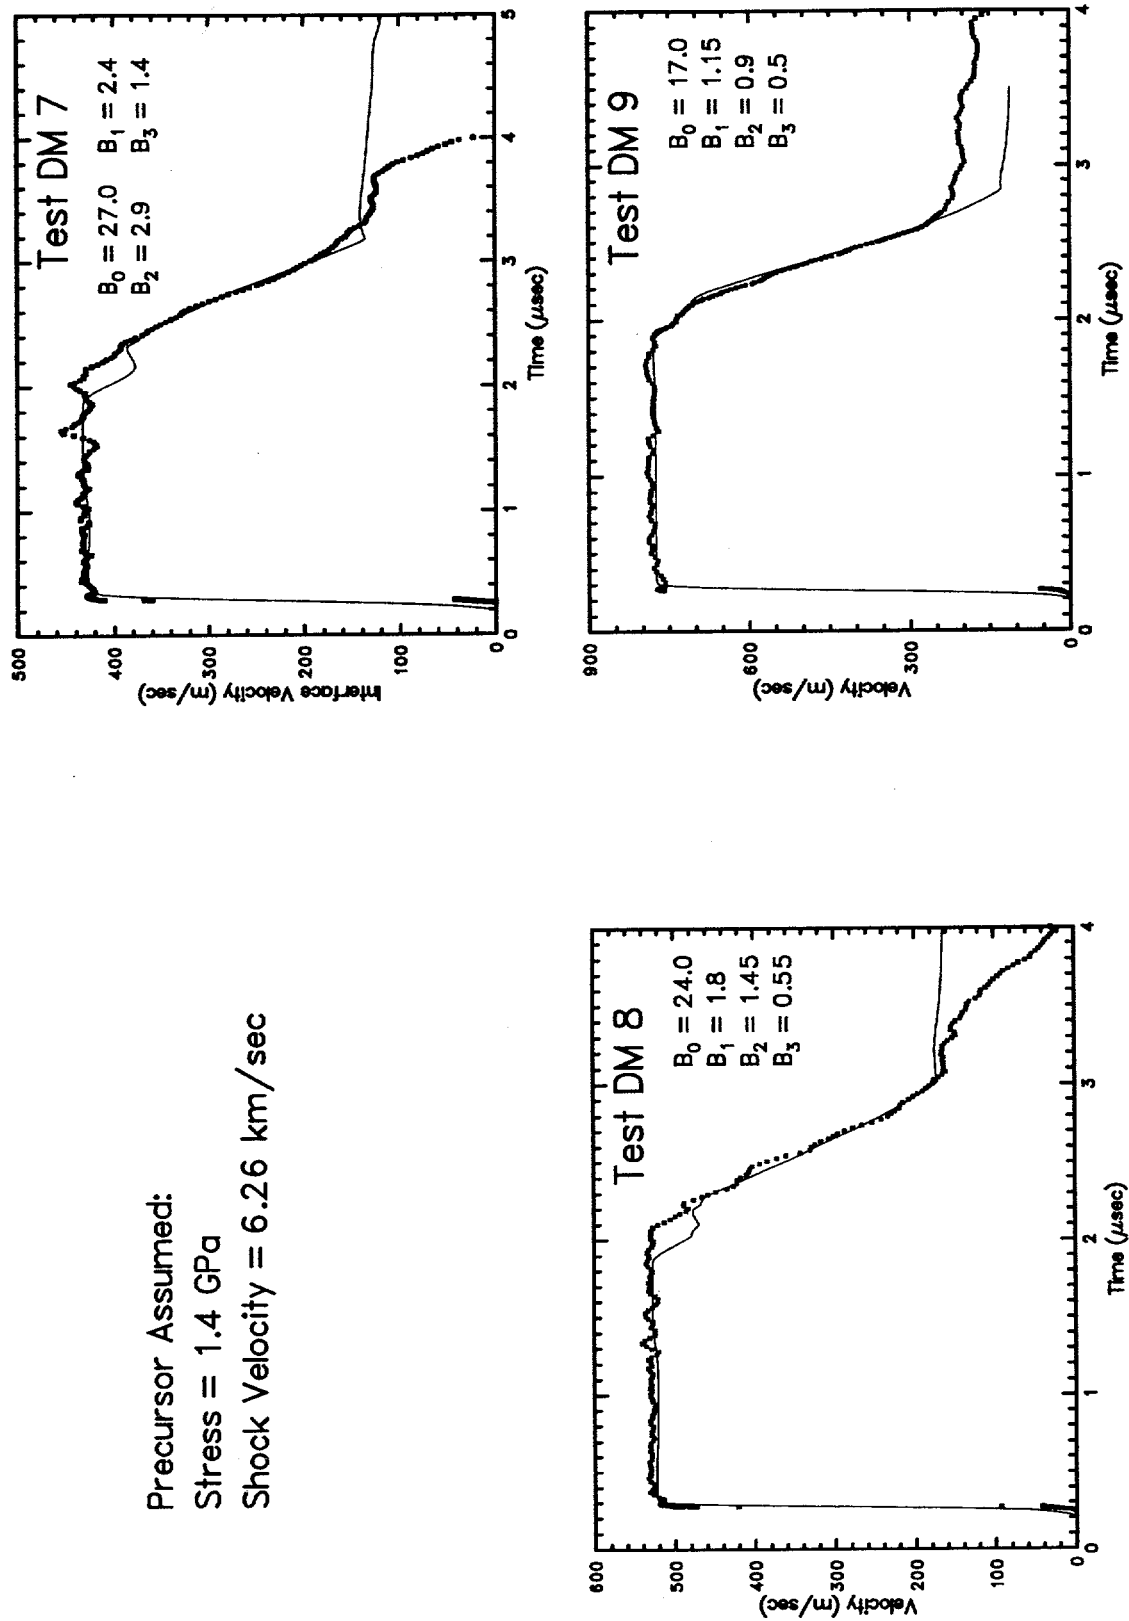 Precursor Assumed:
Stress = 1.4 GPa
Shock Velocity = 6.26 km/sec
Test DM 7
B₀ = 27.0 B₁ = 2.4
B₂ = 2.9 B₃ = 1.4
500
400
300
200
100
0
Interface Velocity (m/sec)
0
1
2
3
4
5
Time (μsec)
Test DM 8
B₀ = 24.0
B₁ = 1.8
B₂ = 1.45
B₃ = 0.55
600
500
400
300
200
100
0
Velocity (m/sec)
0
1
2
3
4
Time (μsec)
Test DM 9
B₀ = 17.0
B₁ = 1.15
B₂ = 0.9
B₃ = 0.5
900
600
300
0
Velocity (m/sec)
0
1
2
3
4
Time (μsec)